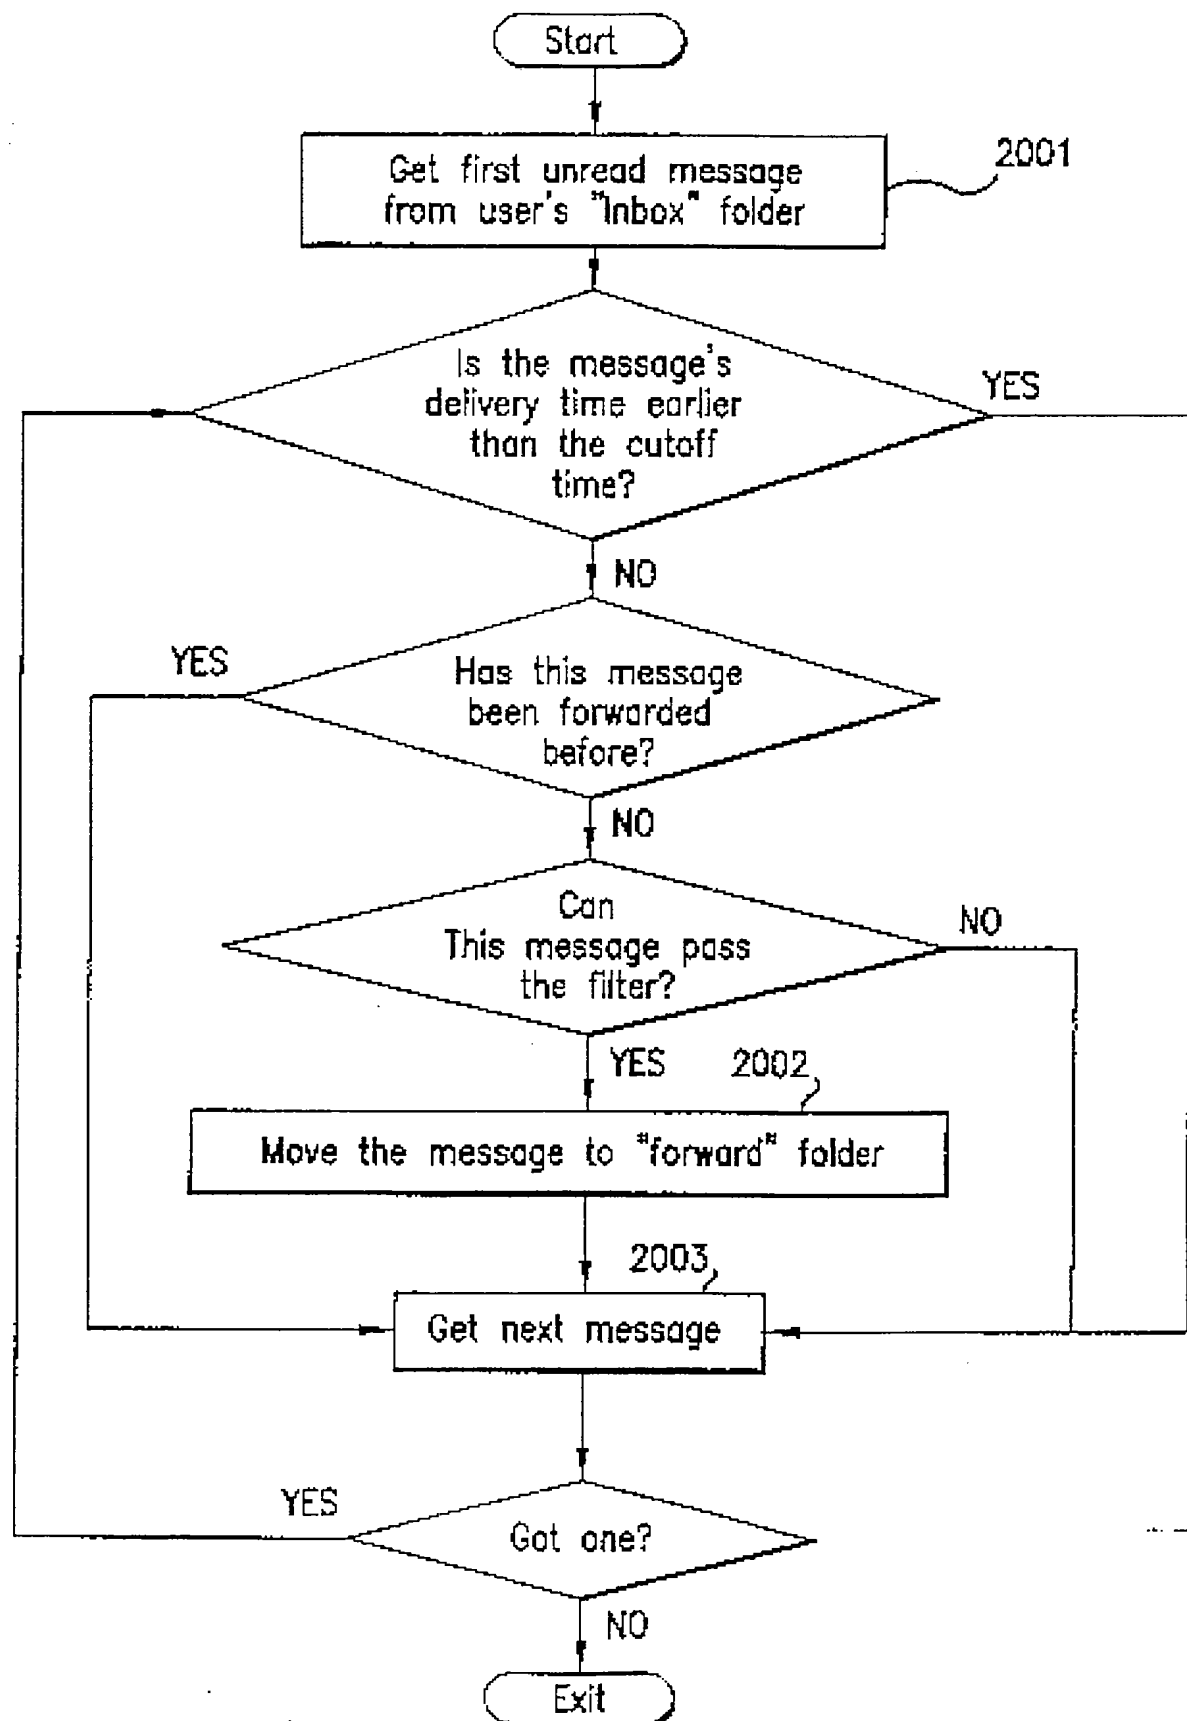 Start
Get first unread message
from user's "Inbox" folder
2001
Is the message's
delivery time earlier
than the cutoff
time?
YES
NO
YES
Has this message
been forwarded
before?
NO
Can
This message pass
the filter?
NO
YES
2002
Move the message to "forward" folder
2003
Get next message
YES
Got one?
NO
Exit